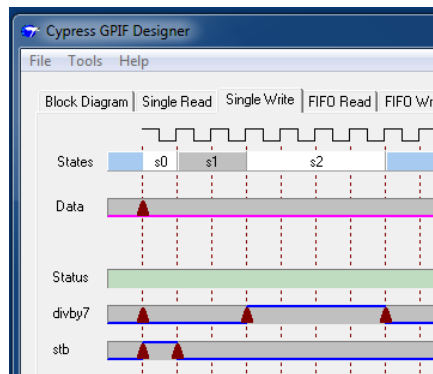 Cypress GPIF Designer
File Tools Help
Block Diagram Single Read Single Write FIFO Read FIFO Wr
States s0 s1 s2
Data
Status
divby7
stb